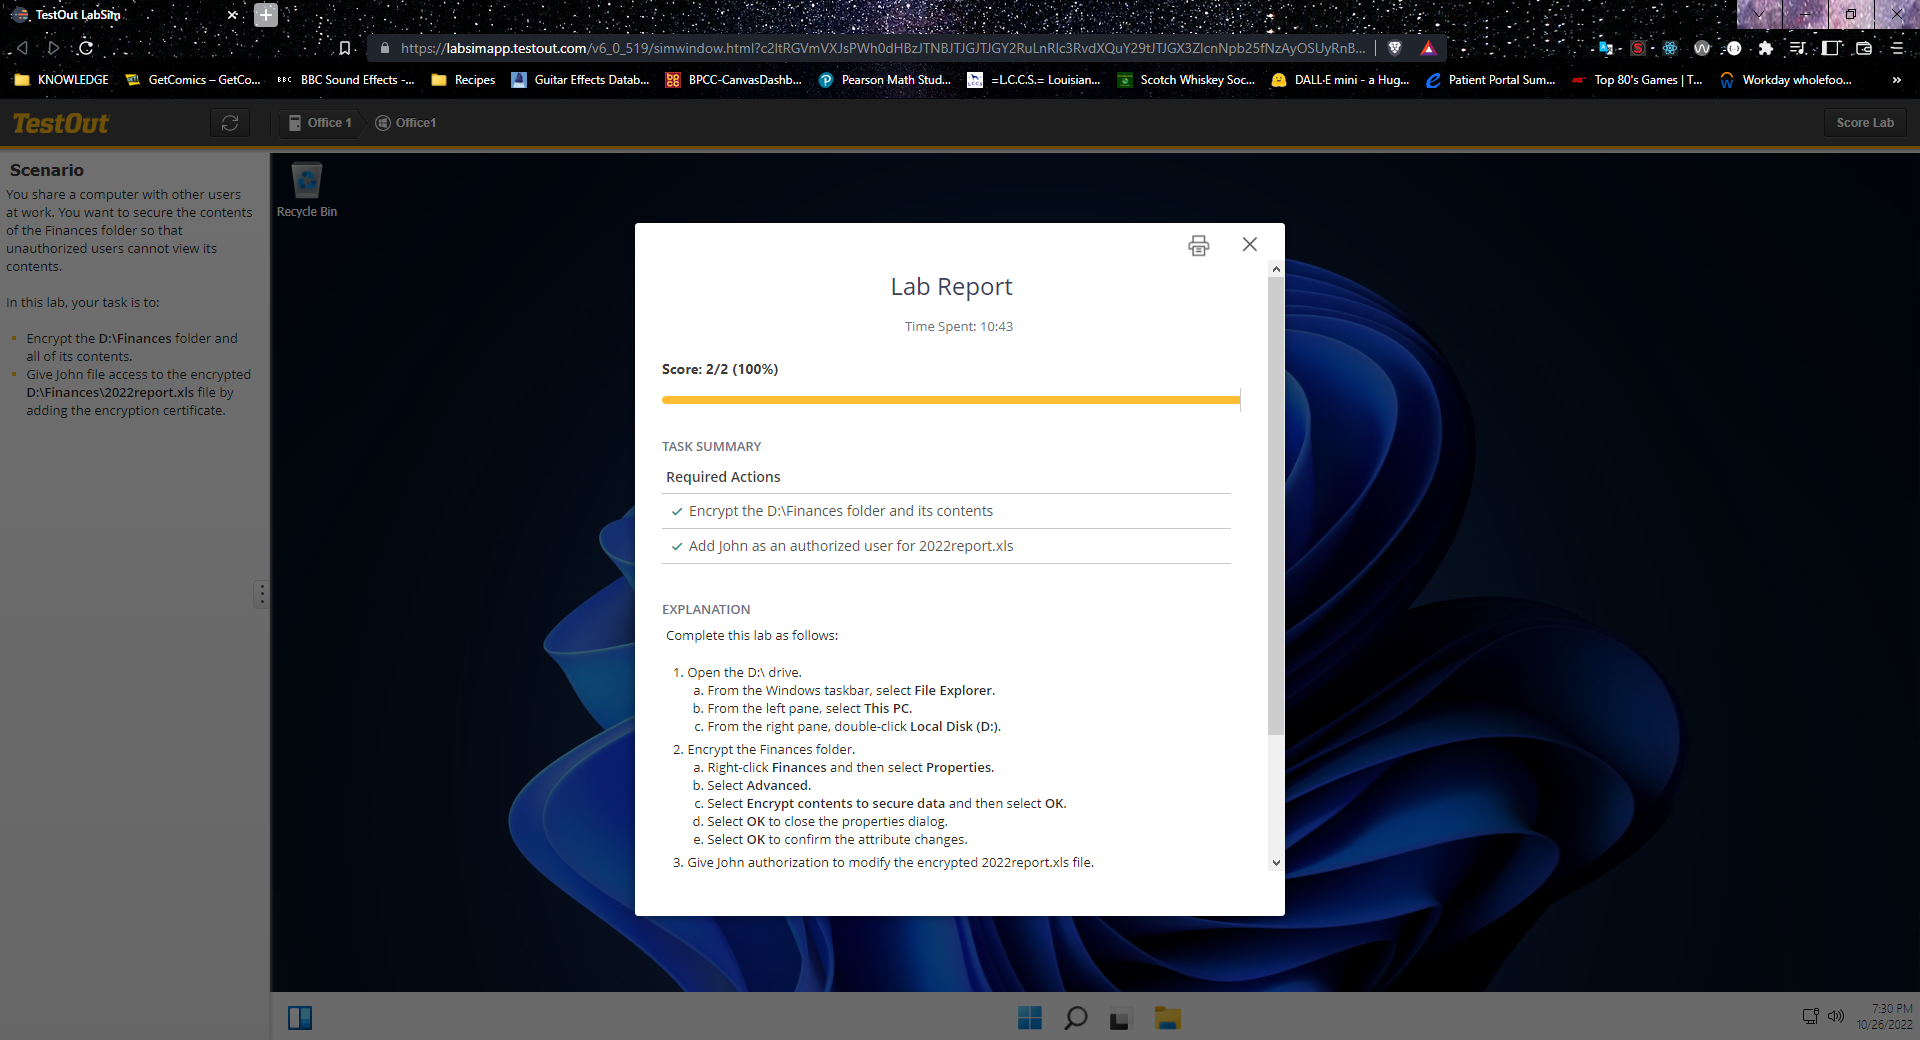 TestOut LabSim
https://labsimapp.testout.com/v6_0_519/simwindow.html?
KNOWLEDGE
GetComics – GetCo...
BBC
BBC Sound Effects -...
Recipes
Guitar Effects Datab...
BPCC-CanvasDashb...
Pearson Math Stud...
=L.C.C.S.= Louisian...
Scotch Whiskey Soc...
DALL·E mini - a Hug...
Patient Portal Sum...
Top 80's Games | T...
Workday wholefoo...
»
TestOut
Office 1
Office1
Score Lab
Scenario
You share a computer with other users
at work. You want to secure the contents
of the Finances folder so that
unauthorized users cannot view its
contents.
In this lab, your task is to:
Encrypt the D:\Finances folder and
all of its contents.
Give John file access to the encrypted
D:\Finances\2022report.xls file by
adding the encryption certificate.
Recycle Bin
Lab Report
Time Spent: 10:43
Score: 2/2 (100%)
TASK SUMMARY
Required Actions
Encrypt the D:\Finances folder and its contents
Add John as an authorized user for 2022report.xls
EXPLANATION
Complete this lab as follows:
1. Open the D:\ drive.
a. From the Windows taskbar, select File Explorer.
b. From the left pane, select This PC.
c. From the right pane, double-click Local Disk (D:).
2. Encrypt the Finances folder.
a. Right-click Finances and then select Properties.
b. Select Advanced.
c. Select Encrypt contents to secure data and then select OK.
d. Select OK to close the properties dialog.
e. Select OK to confirm the attribute changes.
3. Give John authorization to modify the encrypted 2022report.xls file.
7:30 PM
10/26/2022